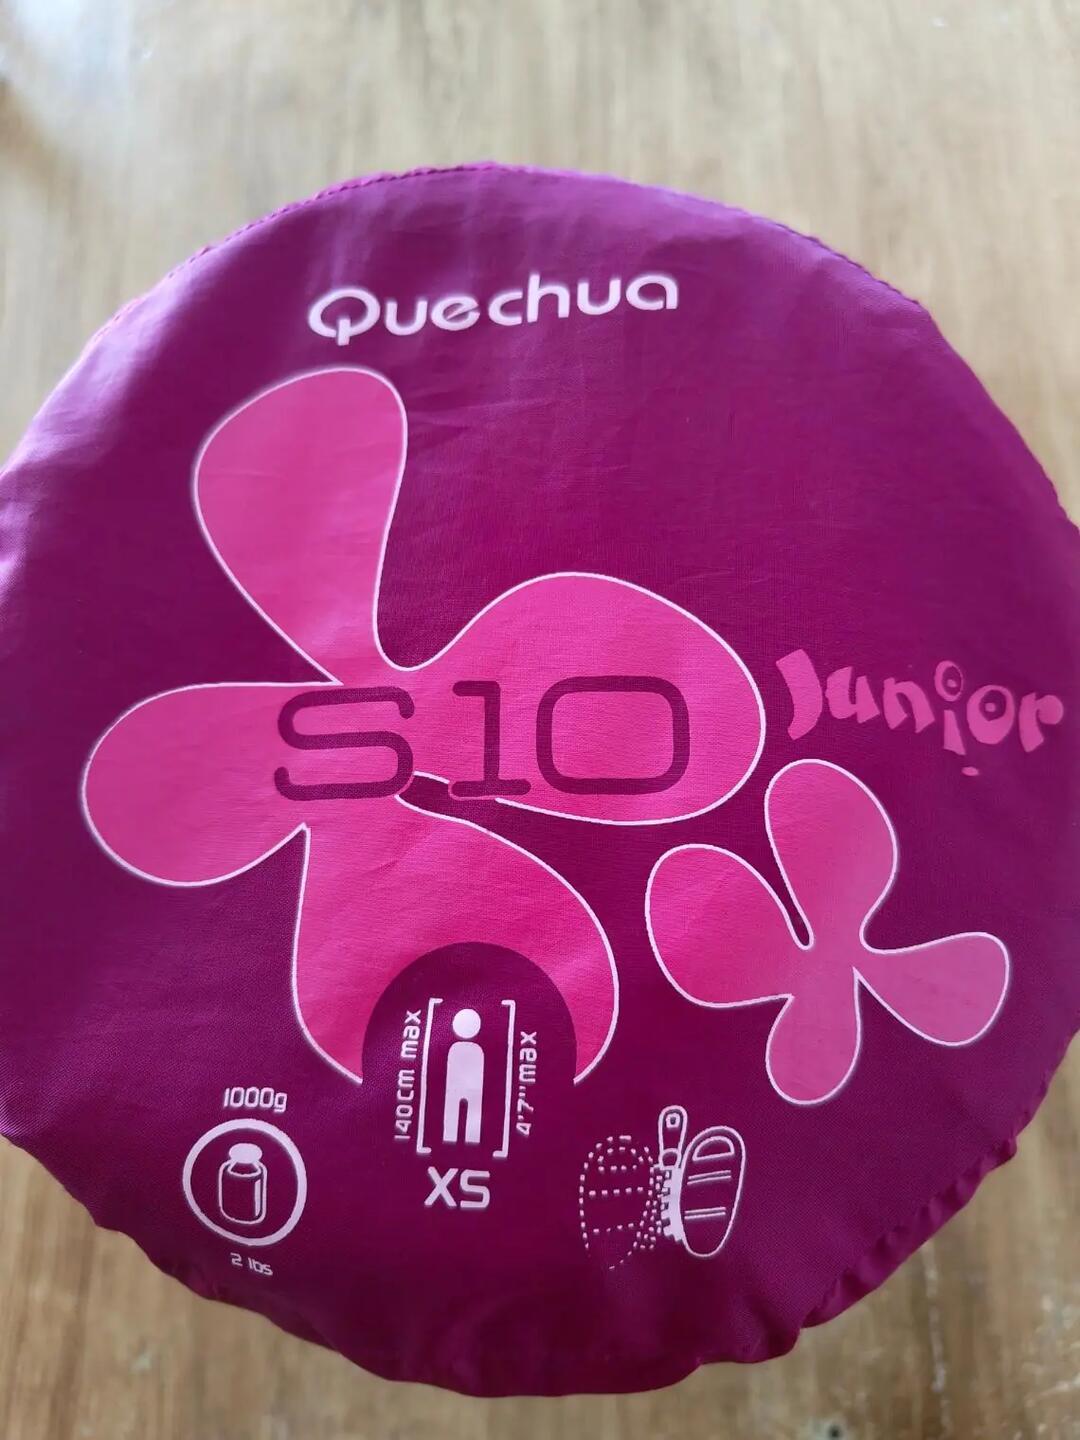 Quechua
S10
Junior
140cm max
4'7'' max
XS
1000g
2 lbs